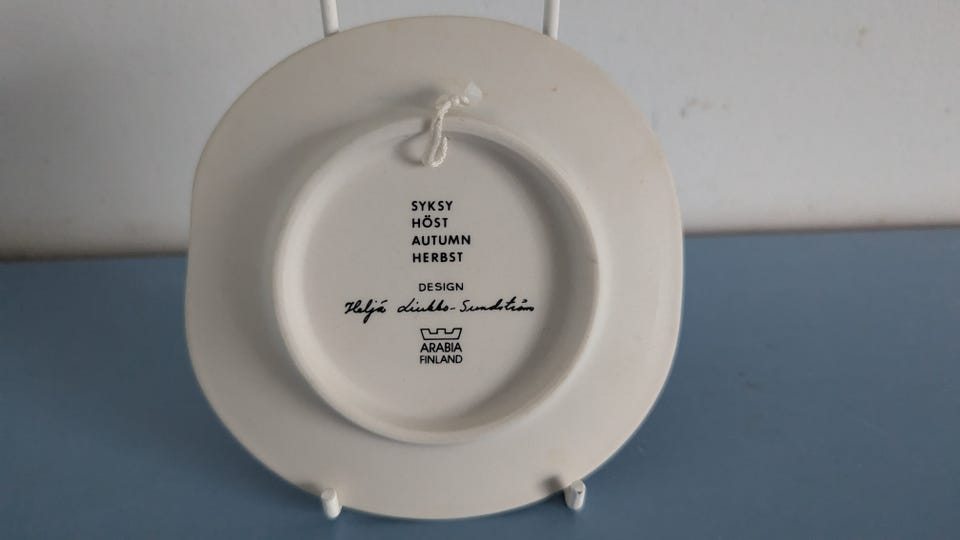 SYKSY
HÖST
AUTUMN
HERBST
DESIGN
Heljä Liukko-Sundström
ARABIA
FINLAND